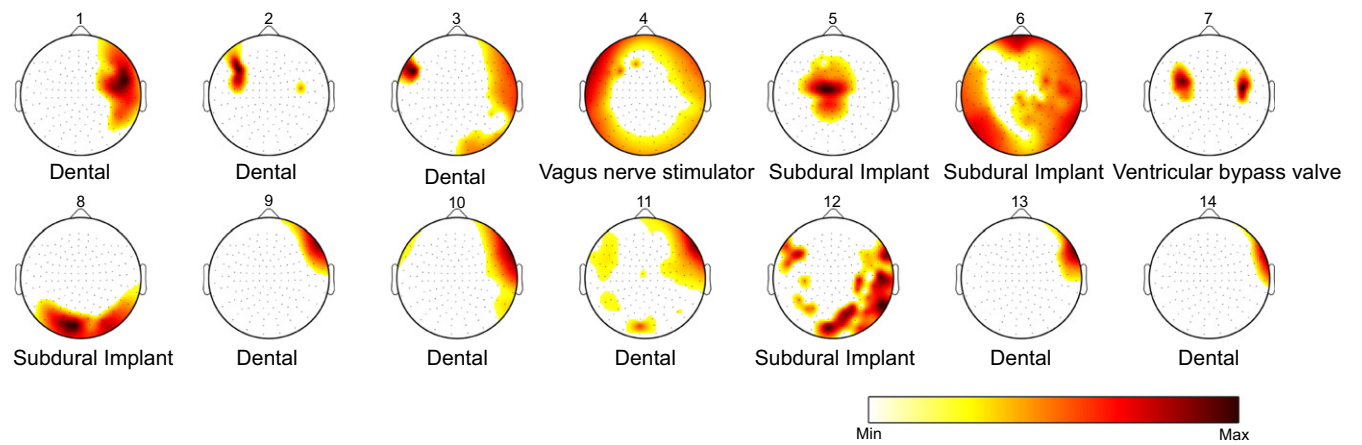 1 2 3 4 5 6 7
Dental Dental Dental Vagus nerve stimulator Subdural Implant Subdural Implant Ventricular bypass valve
8 9 10 11 12 13 14
Subdural Implant Dental Dental Dental Subdural Implant Dental Dental
Min Max